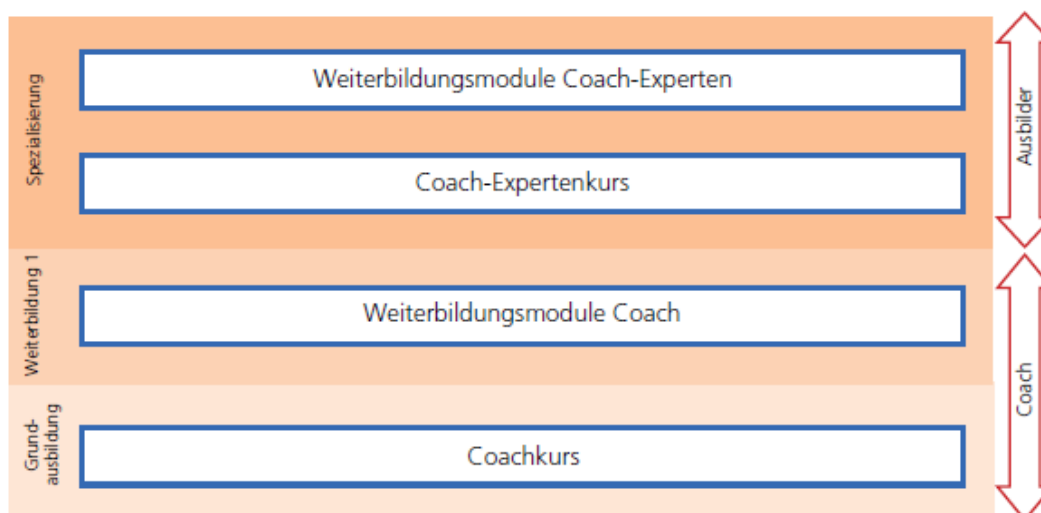 Spezialisierung
Weiterbildungsmodule Coach-Experten
Coach-Expertenkurs
Ausbilder
Weiterbildung 1
Weiterbildungsmodule Coach
Grund-
ausbildung
Coachkurs
Coach